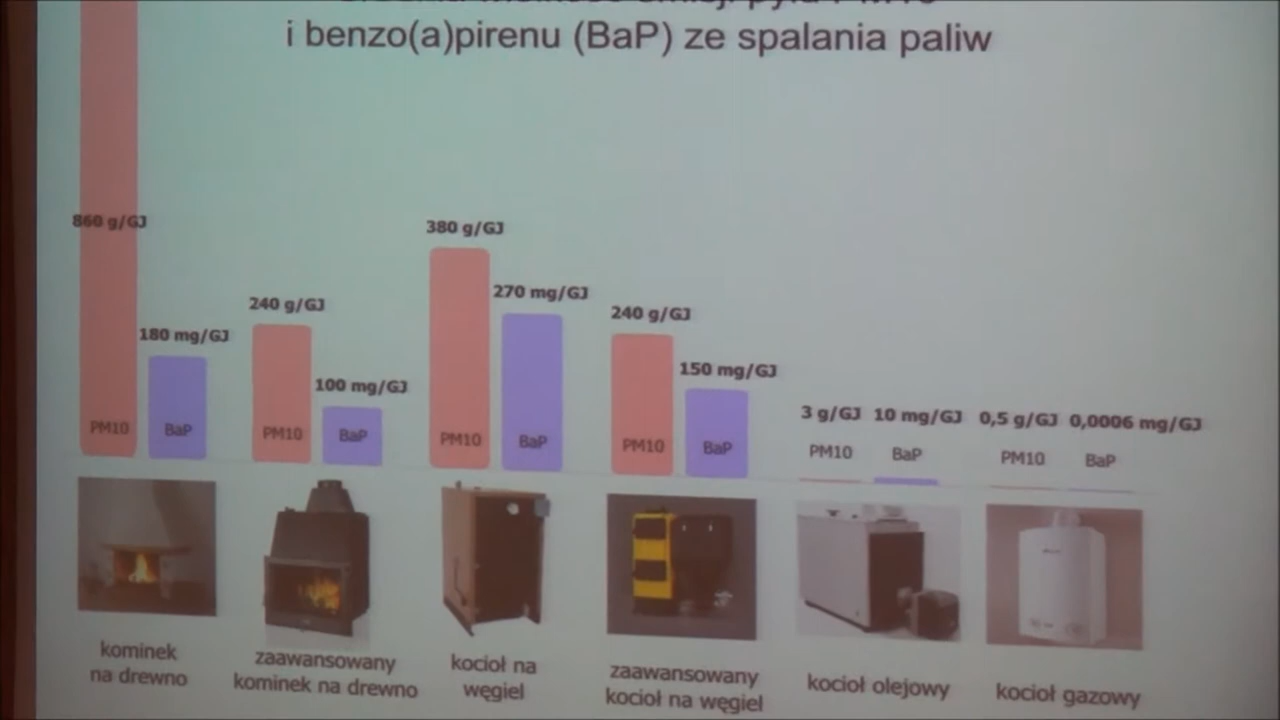 i benzo(a)pirenu (BaP) ze spalania paliw
860 g/GJ
180 mg/GJ
240 g/GJ
100 mg/GJ
380 g/GJ
270 mg/GJ
240 g/GJ
150 mg/GJ
3 g/GJ
10 mg/GJ
0,5 g/GJ
0,0006 mg/GJ
PM10
BaP
PM10
BaP
PM10
BaP
PM10
BaP
PM10
BaP
PM10
BaP
kominek
na drewno
zaawansowany
kominek na drewno
kocioł na
węgiel
zaawansowany
kocioł na węgiel
kocioł olejowy
kocioł gazowy